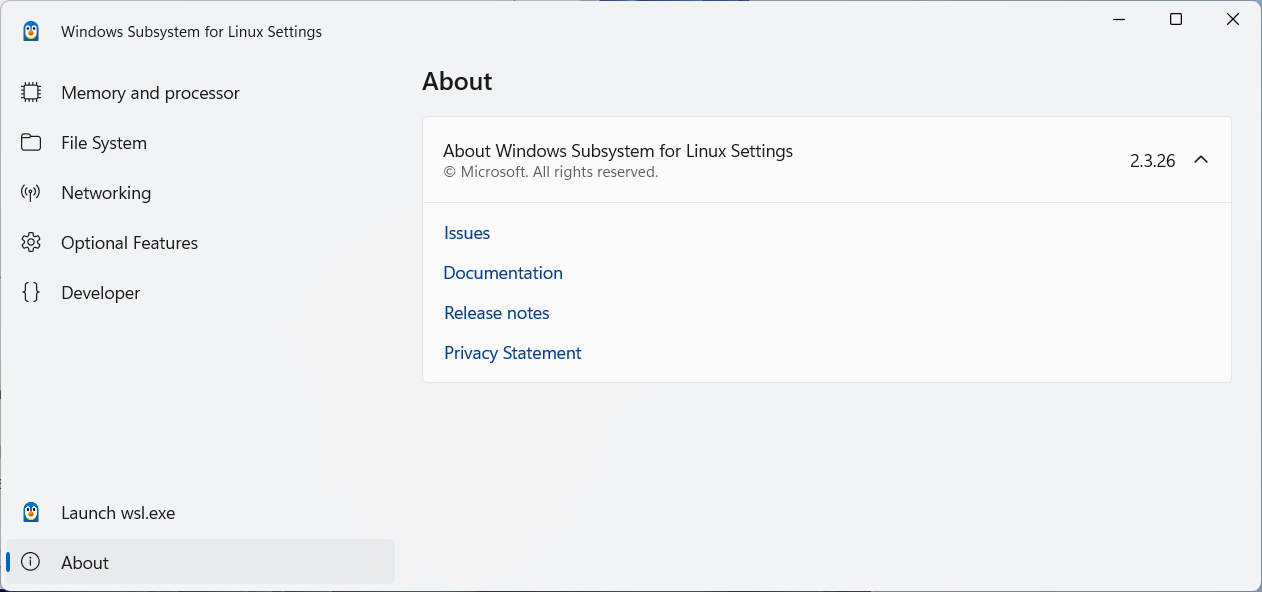 Windows Subsystem for Linux Settings
Memory and processor
File System
Networking
Optional Features
Developer
Launch wsl.exe
About
About
About Windows Subsystem for Linux Settings
© Microsoft. All rights reserved.
2.3.26
Issues
Documentation
Release notes
Privacy Statement